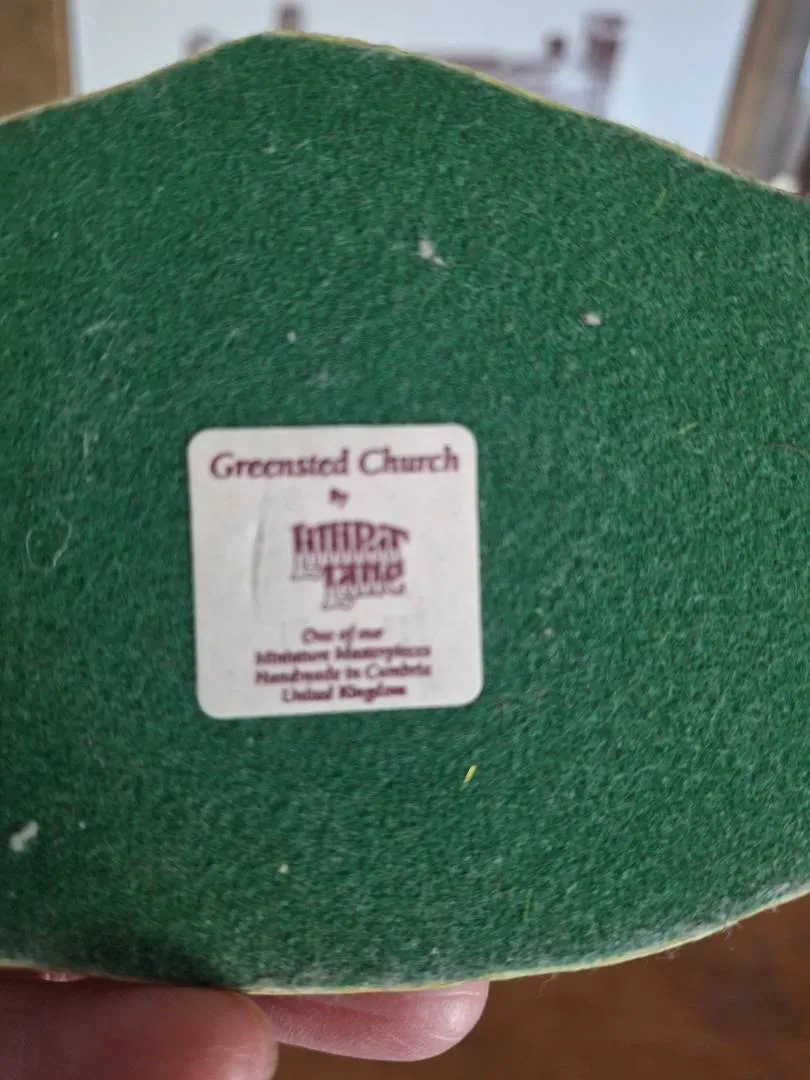 Greensted Church
By
LILLIPUT
LANE
One of our
Miniature Masterpieces
Handmade in Cumbria
United Kingdom